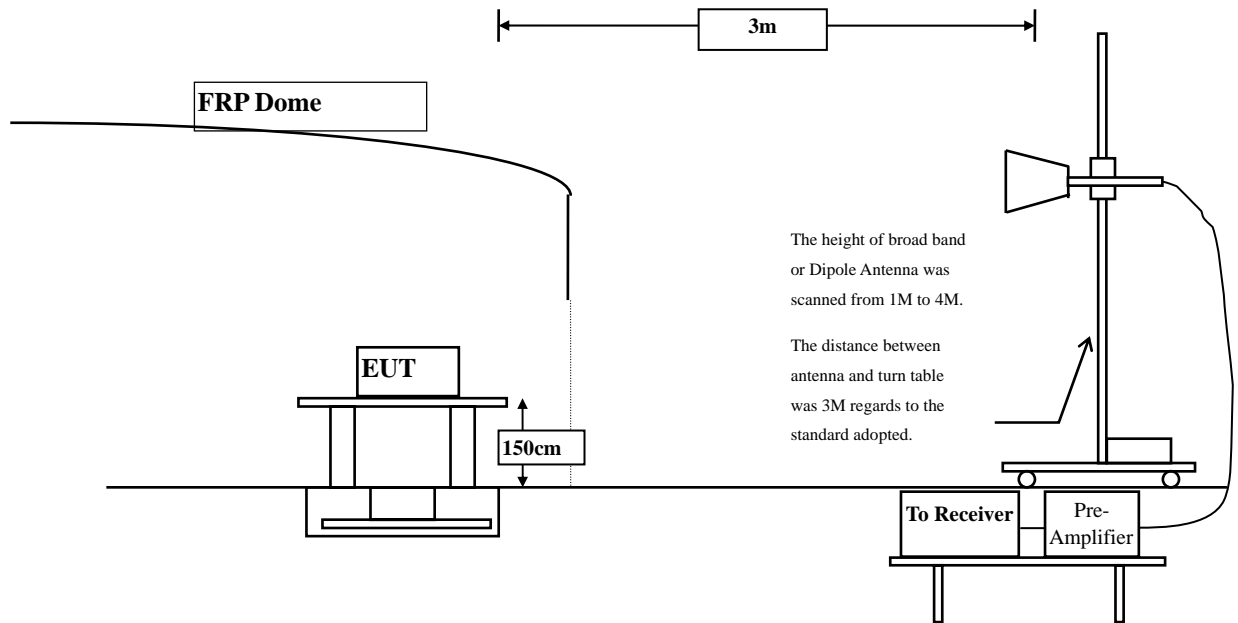 3m
FRP Dome
The height of broad band
or Dipole Antenna was
scanned from 1M to 4M.
The distance between
antenna and turn table
was 3M regards to the
standard adopted.
EUT
150cm
To Receiver
Pre-
Amplifier